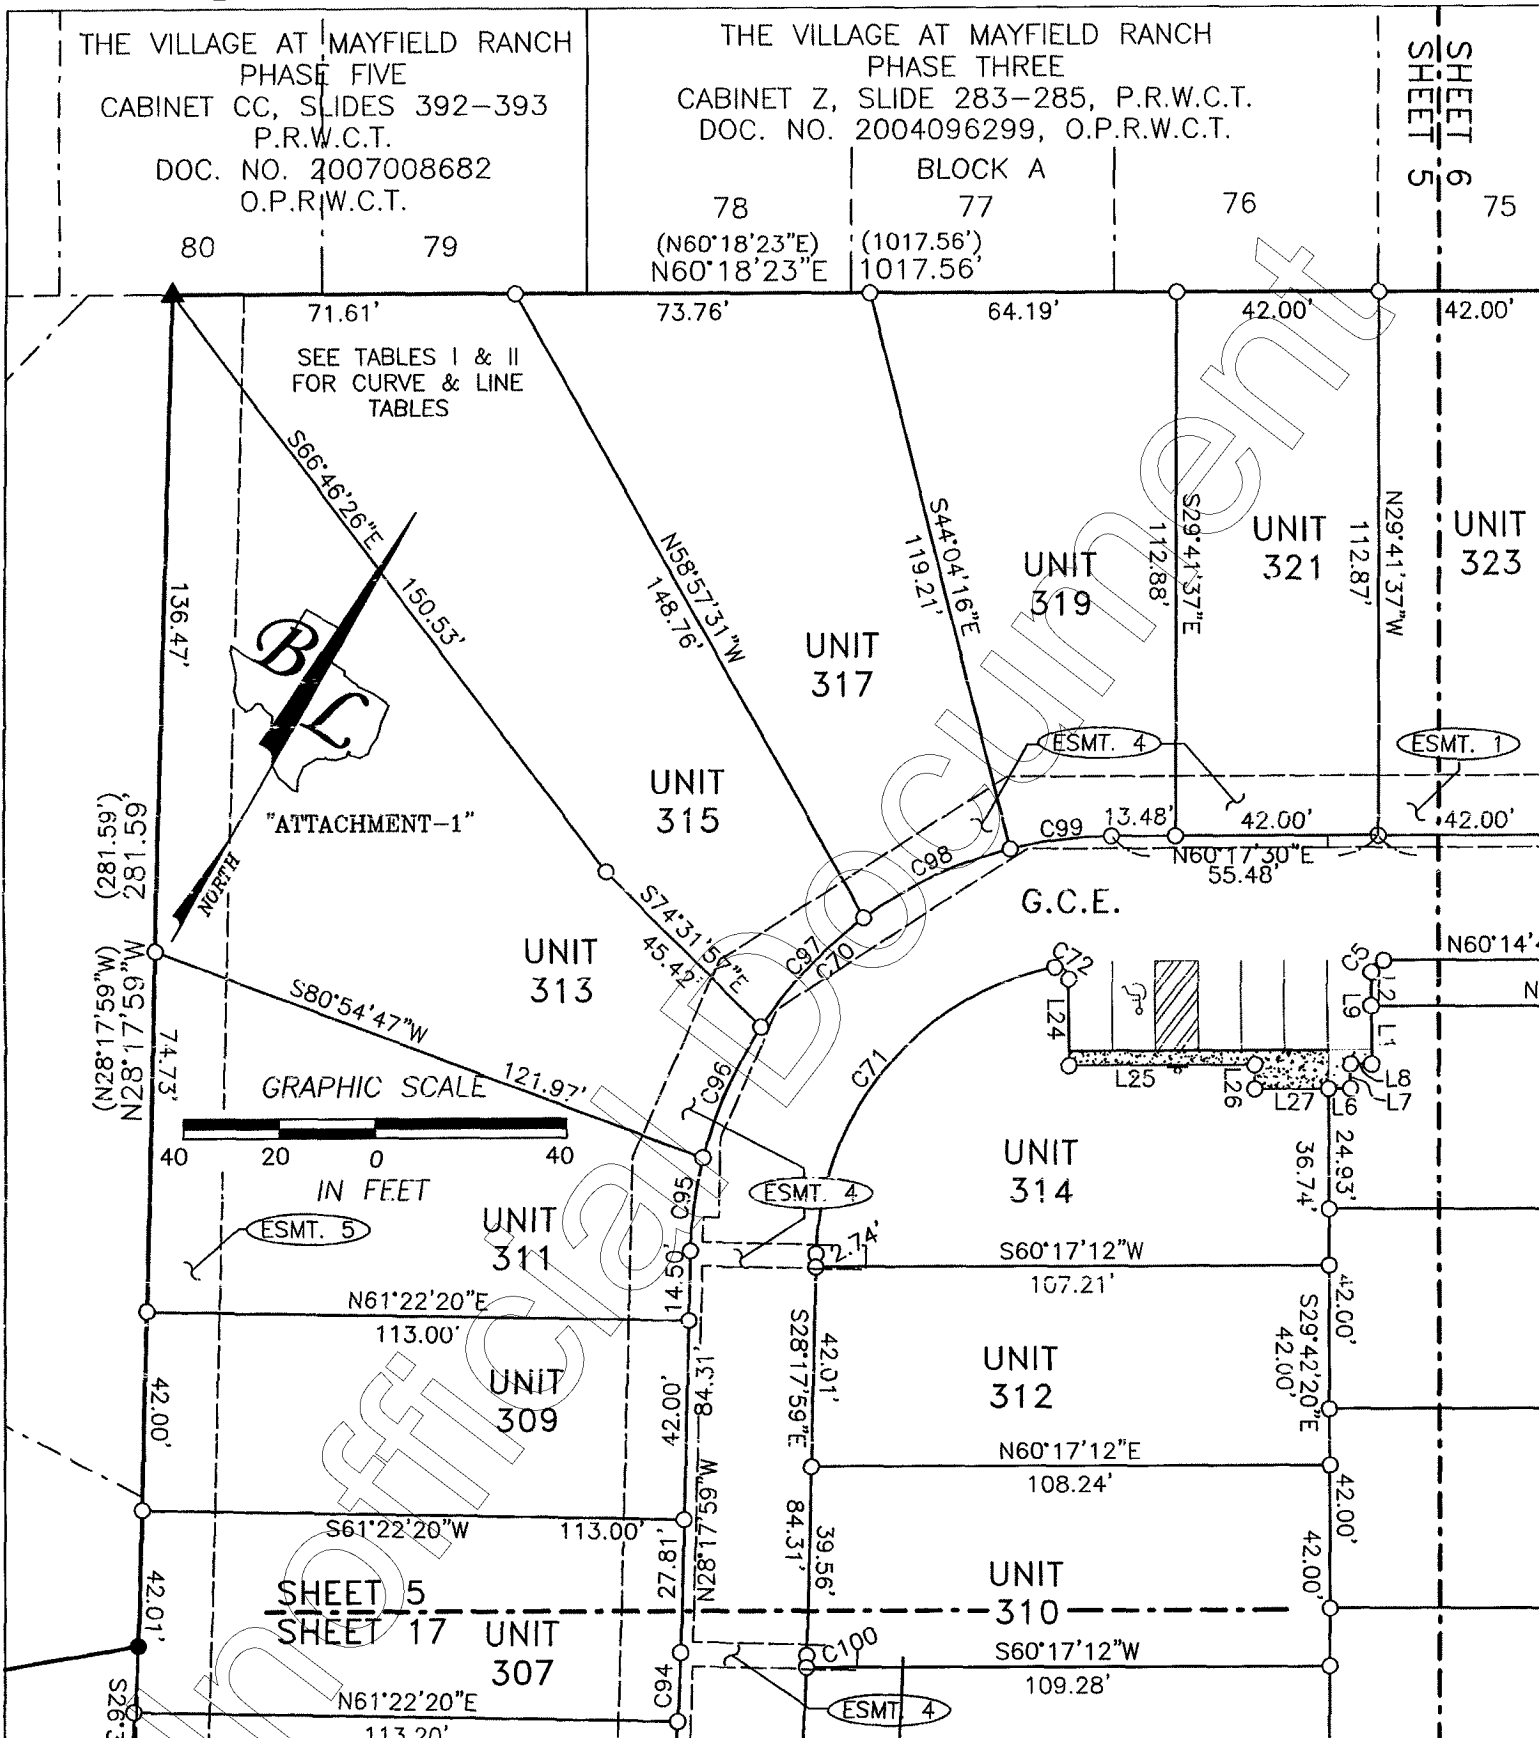 THE VILLAGE AT MAYFIELD RANCH
PHASE FIVE
CABINET CC, SLIDES 392-393
P.R.W.C.T.
DOC. NO. 2007008682
O.P.R.W.C.T.
80
79
THE VILLAGE AT MAYFIELD RANCH
PHASE THREE
CABINET Z, SLIDE 283-285, P.R.W.C.T.
DOC. NO. 2004096299, O.P.R.W.C.T.
BLOCK A
78
77
76
75
SHEET 6
SHEET 5
(N60°18'23"E)
(1017.56')
N60°18'23"E
1017.56'
71.61'
73.76'
64.19'
42.00'
42.00'
SEE TABLES I & II
FOR CURVE & LINE
TABLES
S66°46'26"E
150.53'
N58°57'31"W
148.76'
S44°04'16"E
119.21'
S29°41'37"E
112.88'
N29°41'37"W
112.87'
UNIT
319
UNIT
321
UNIT
323
UNIT
317
UNIT
315
136.47'
B
L
NORTH
"ATTACHMENT-1"
(281.59')
281.59'
(N28°17'59"W)
N28°17'59"W
ESMT. 4
ESMT. 1
C98
C99
13.48'
42.00'
42.00'
N60°17'30"E
55.48'
G.C.E.
S74°31'57"E
45.42'
C97
C70
UNIT
313
C72
C5
N60°14'4
N
L24
L2
L9
L1
L25
L26
L27
L6
L8
L7
S80°54'47"W
121.97'
74.73'
C96
C71
GRAPHIC SCALE
40
20
0
40
IN FEET
ESMT. 5
ESMT. 4
UNIT
314
36.74'
24.93'
UNIT
311
C95
14.50'
2.74'
S60°17'12"W
107.21'
N61°22'20"E
113.00'
42.00'
S29°42'20"E
42.00'
UNIT
309
42.00'
42.00'
84.31'
N28°17'59"W
42.01'
S28°17'59"E
84.31'
UNIT
312
N60°17'12"E
108.24'
S61°22'20"W
113.00'
27.81'
39.56'
42.00'
42.00'
UNIT
310
42.01'
SHEET 5
SHEET 17
UNIT
307
C94
C100
S60°17'12"W
109.28'
N61°22'20"E
113.20'
S26°3
ESMT. 4
Unofficial Document